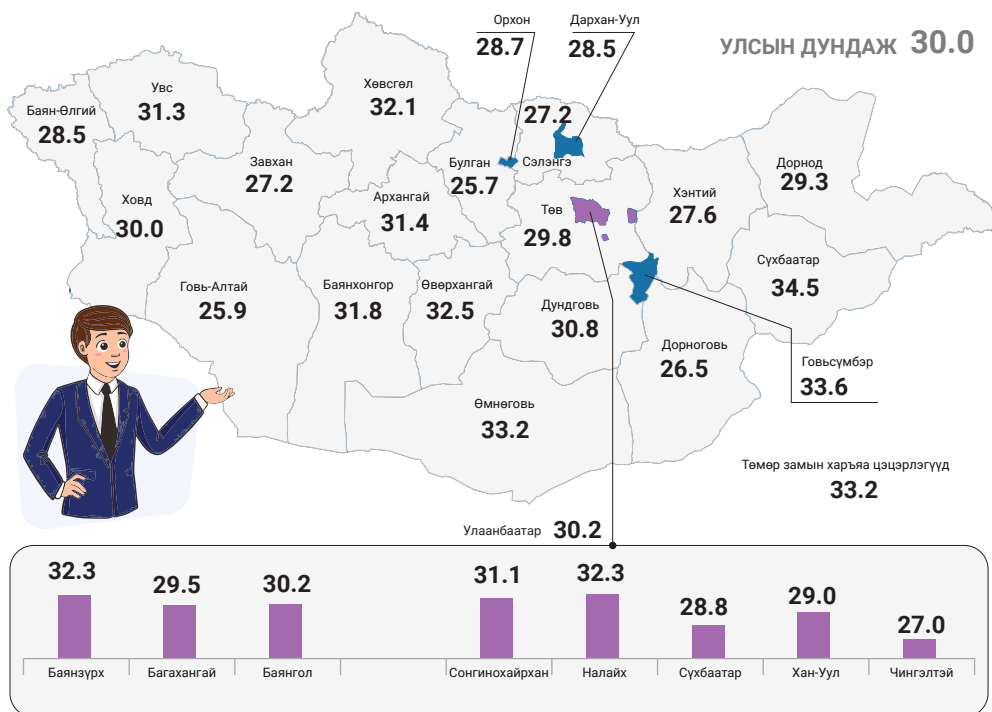 УЛСЫН ДУНДАЖ 30.0
Орхон
28.7
Дархан-Уул
28.5
Увс
31.3
Хөвсгөл
32.1
Баян-Өлгий
28.5
27.2
Сэлэнгэ
Завхан
27.2
Булган
25.7
Дорнод
29.3
Ховд
30.0
Архангай
31.4
Төв
29.8
Хэнтий
27.6
Сүхбаатар
34.5
Говь-Алтай
25.9
Баянхонгор
31.8
Өвөрхангай
32.5
Дундговь
30.8
Дорноговь
26.5
Говьсүмбэр
33.6
Өмнөговь
33.2
Төмөр замын харъяа цэцэрлэгүүд
33.2
Улаанбаатар 30.2
32.3
29.5
30.2
31.1
32.3
28.8
29.0
27.0
Баянзүрх
Багахангай
Баянгол
Сонгинохайрхан
Налайх
Сүхбаатар
Хан-Уул
Чингэлтэй